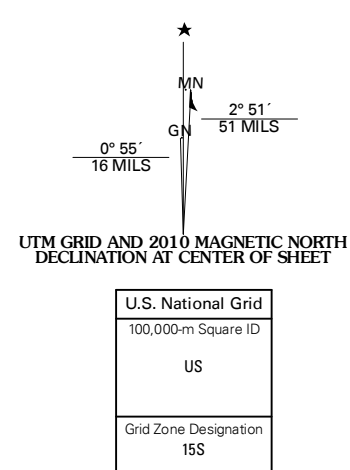 MN
GN
2° 51´
51 MILS
0° 55´
16 MILS
UTM GRID AND 2010 MAGNETIC NORTH
DECLINATION AT CENTER OF SHEET
U.S. National Grid
100,000-m Square ID
US
Grid Zone Designation
15S